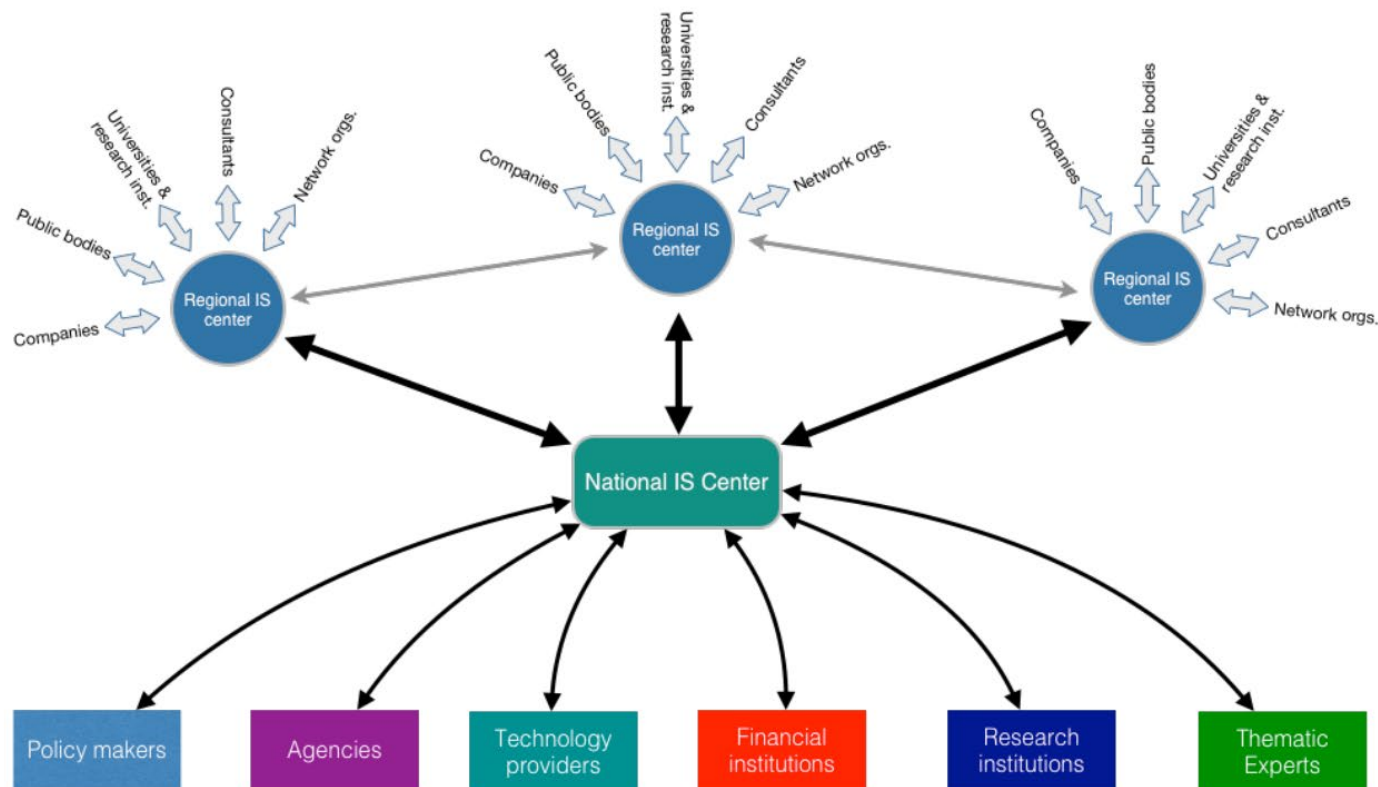 Companies
Public bodies
Universities &
research inst.
Consultants
Network orgs.
Regional IS
center
Companies
Public bodies
Universities &
research inst.
Consultants
Network orgs.
Regional IS
center
Companies
Public bodies
Universities &
research inst.
Consultants
Network orgs.
Regional IS
center
National IS Center
Policy makers
Agencies
Technology
providers
Financial
institutions
Research
institutions
Thematic
Experts